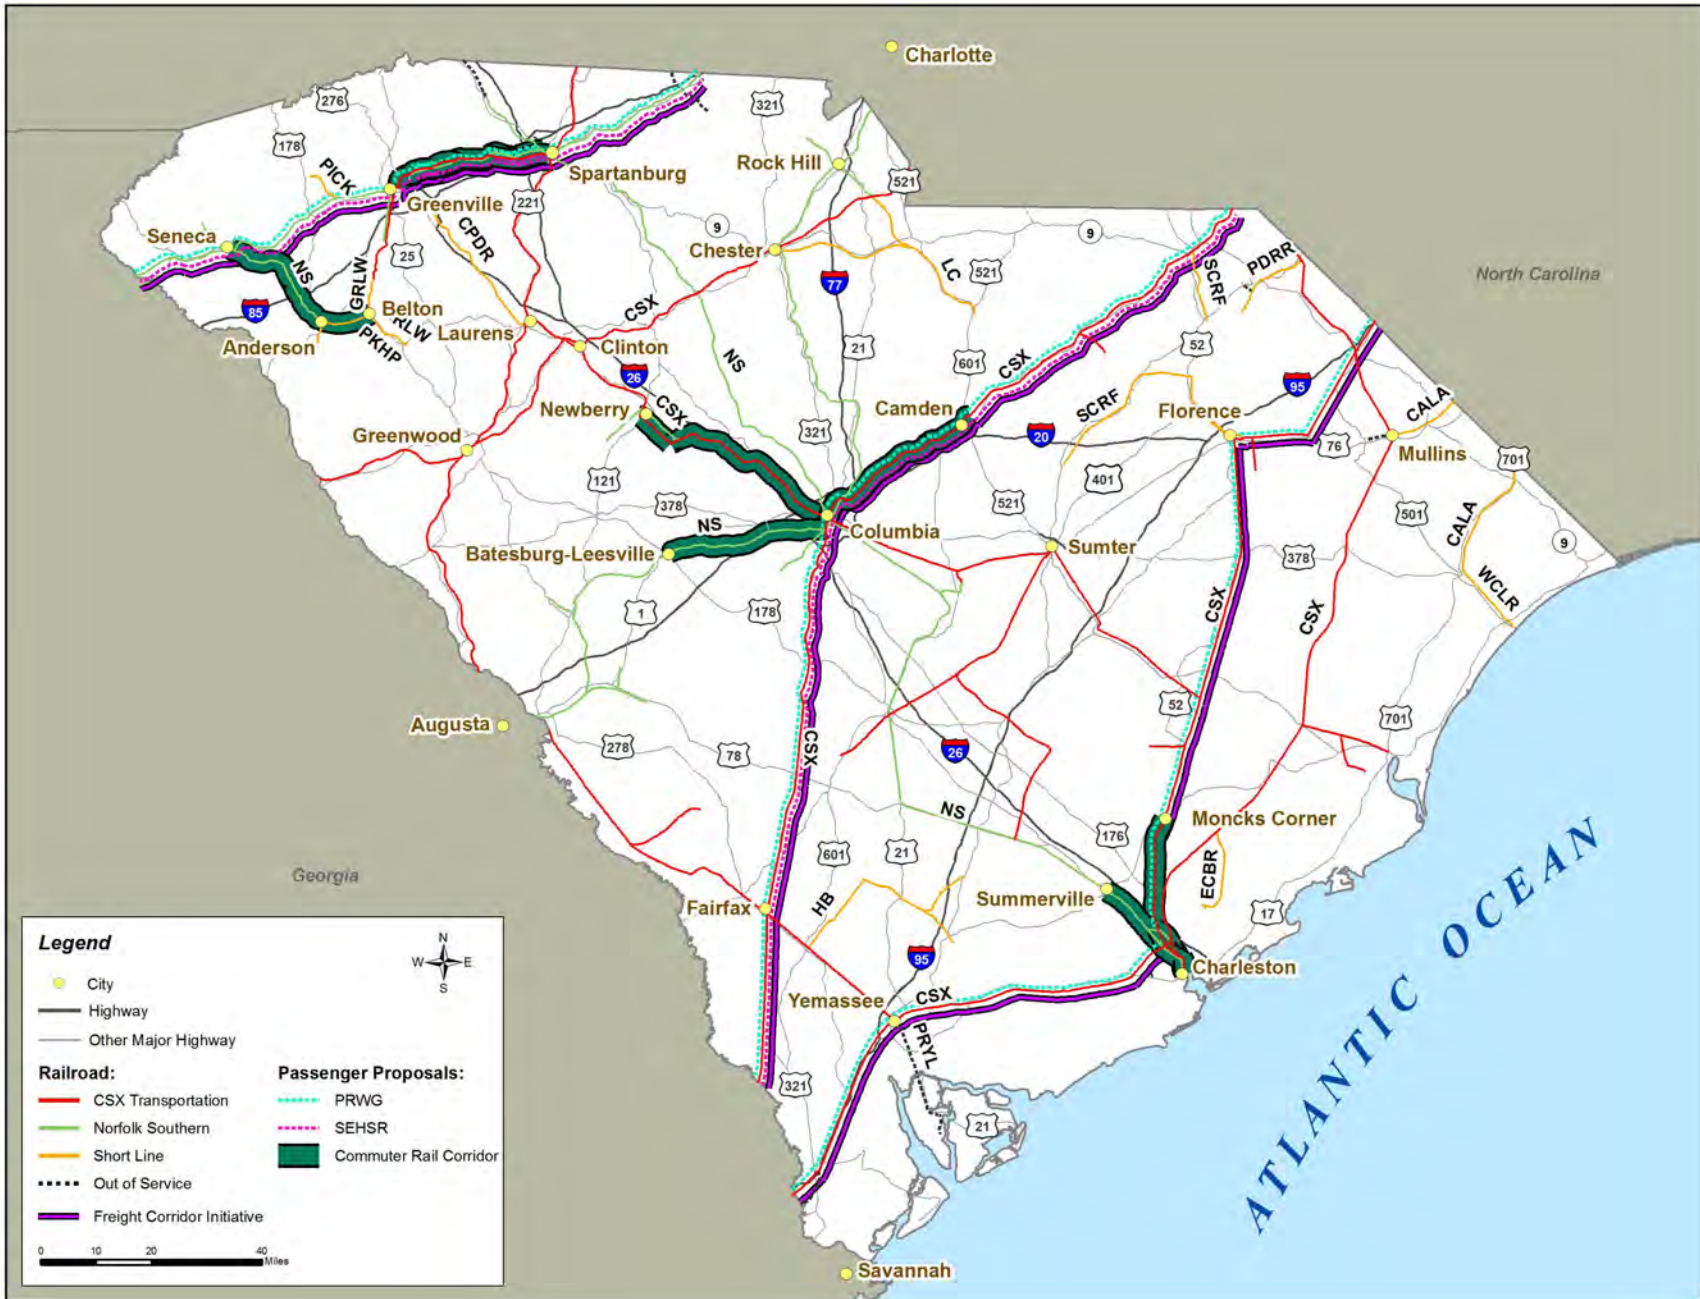 Charlotte
276
321
178
Rock Hill
PICK
Spartanburg
521
Greenville
221
9
Seneca
CPDR
9
Chester
25
LC
521
SCRF
PDRR
North Carolina
NS
GRLW
77
85
Belton
RLW
CSX
Laurens
Anderson
PKHP
Clinton
21
52
NS
601
CSX
26
95
Newberry
CSX
Camden
SCRF
Florence
CALA
Greenwood
321
20
76
Mullins
121
401
701
378
521
501
NS
Columbia
CALA
Batesburg-Leesville
Sumter
378
9
WCLR
1
178
CSX
CSX
52
701
Augusta
278
78
CSX
26
NS
Moncks Corner
176
601
21
ECBR
Georgia
Summerville
Fairfax
HB
17
95
Charleston
Yemassee
CSX
PRYL
321
21
ATLANTIC OCEAN
Savannah
Legend
N
W E
S
City
Highway
Other Major Highway
Railroad:
CSX Transportation
Norfolk Southern
Short Line
Out of Service
Freight Corridor Initiative
Passenger Proposals:
PRWG
SEHSR
Commuter Rail Corridor
0 10 20 40
Miles